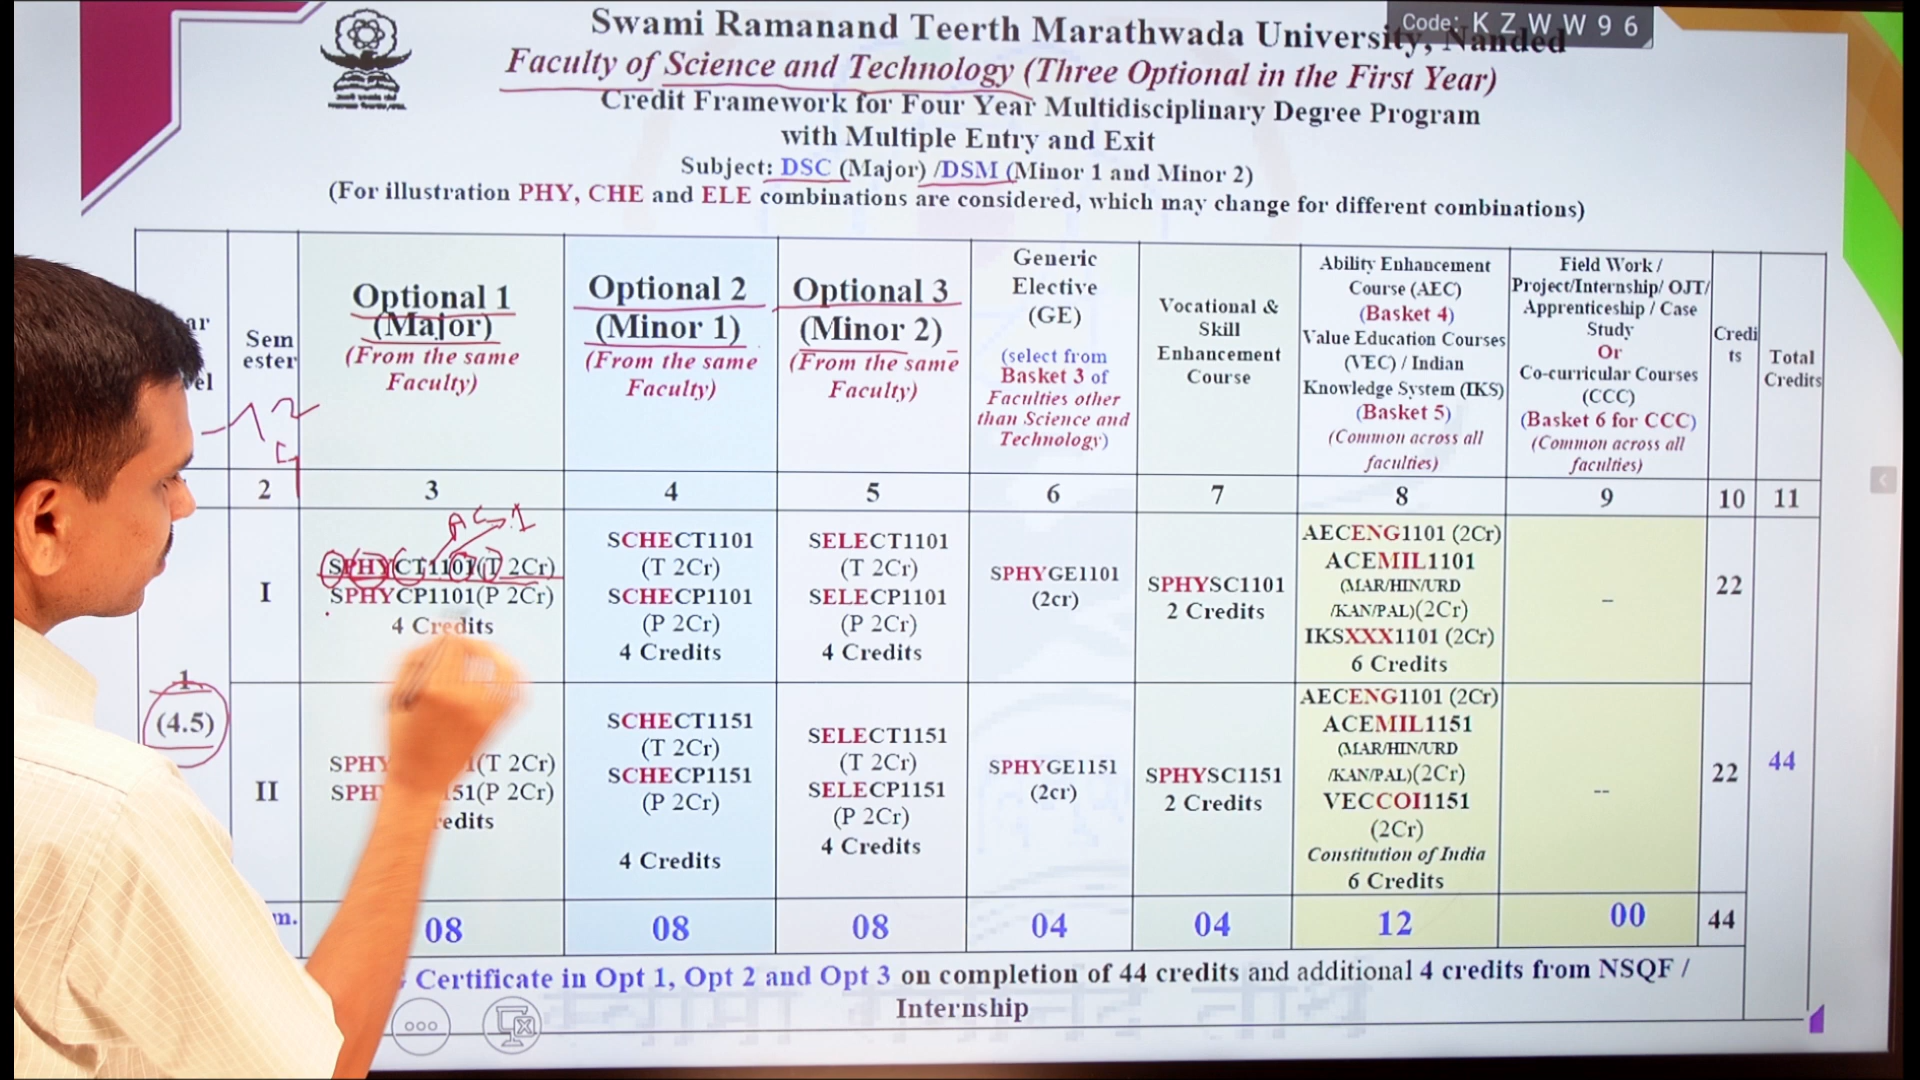 Code: K Z W W 9 6
Swami Ramanand Teerth Marathwada University, Nanded
Faculty of Science and Technology (Three Optional in the First Year)
Credit Framework for Four Year Multidisciplinary Degree Program
with Multiple Entry and Exit
Subject: DSC (Major) /DSM (Minor 1 and Minor 2)
(For illustration PHY, CHE and ELE combinations are considered, which may change for different combinations)
Sem
ester
Optional 1
(Major)
(From the same
Faculty)
Optional 2
(Minor 1)
(From the same
Faculty)
Optional 3
(Minor 2)
(From the same
Faculty)
Generic
Elective
(GE)
(select from
Basket 3 of
Faculties other
than Science and
Technology)
Vocational &
Skill
Enhancement
Course
Ability Enhancement
Course (AEC)
(Basket 4)
Value Education Courses
(VEC) / Indian
Knowledge System (IKS)
(Basket 5)
(Common across all
faculties)
Field Work /
Project/Internship/ OJT/
Apprenticeship / Case
Study
Or
Co-curricular Courses
(CCC)
(Basket 6 for CCC)
(Common across all
faculties)
Credi
ts
Total
Credits
2 3 4 5 6 7 8 9 10 11
1
(4.5)
I
SPHYCT1101(T 2Cr)
SPHYCP1101(P 2Cr)
4 Credits
SCHECT1101
(T 2Cr)
SCHECP1101
(P 2Cr)
4 Credits
SELECT1101
(T 2Cr)
SELECP1101
(P 2Cr)
4 Credits
SPHYGE1101
(2cr)
SPHYSC1101
2 Credits
AECENG1101 (2Cr)
ACEMIL1101
(MAR/HIN/URD
/KAN/PAL)(2Cr)
IKSXXX1101 (2Cr)
6 Credits
–
22
II
(T 2Cr)
51(P 2Cr)
SCHECT1151
(T 2Cr)
SCHECP1151
(P 2Cr)
4 Credits
SELECT1151
(T 2Cr)
SELECP1151
(P 2Cr)
4 Credits
SPHYGE1151
(2cr)
SPHYSC1151
2 Credits
AECENG1101 (2Cr)
ACEMIL1151
(MAR/HIN/URD
/KAN/PAL)(2Cr)
VECCOI1151
(2Cr)
Constitution of India
6 Credits
--
22
44
08 08 08 04 04 12 00 44
Certificate in Opt 1, Opt 2 and Opt 3 on completion of 44 credits and additional 4 credits from NSQF /
Internship